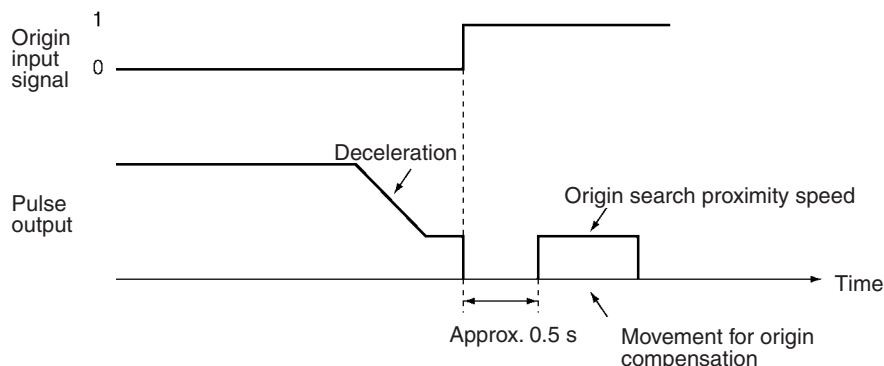 1
Origin
input
signal
0
Deceleration
Origin search proximity speed
Pulse
output
Time
Approx. 0.5 s
Movement for origin
compensation